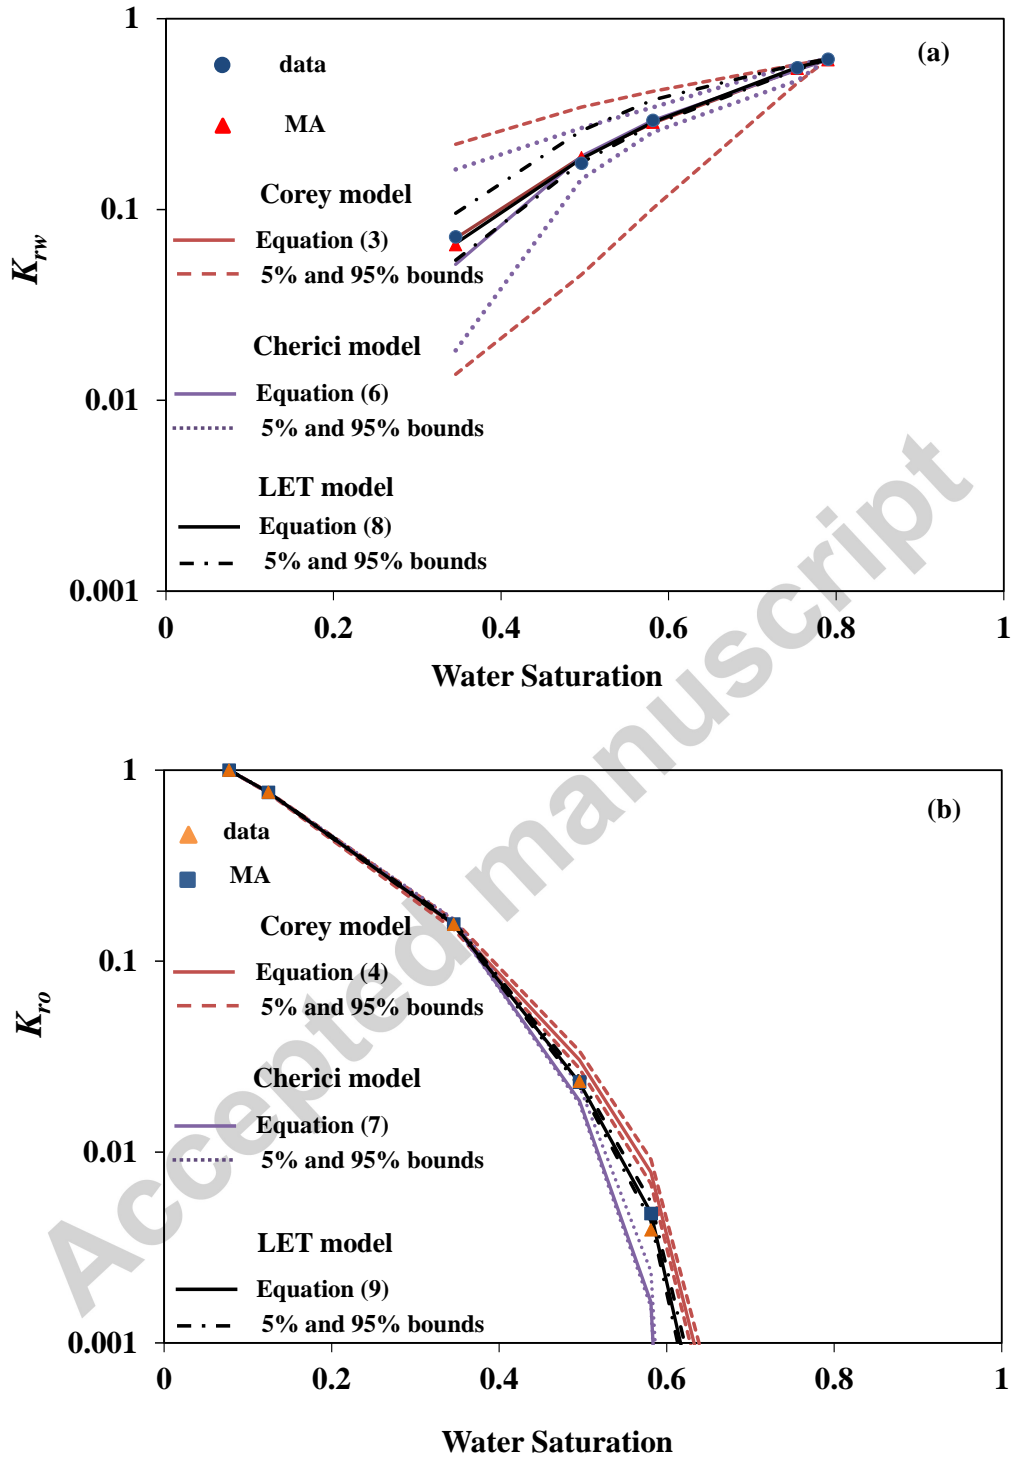 1
(a)
data
MA
0.1
Corey model
Equation (3)
5% and 95% bounds
K_rw
Cherici model
0.01
Equation (6)
5% and 95% bounds
LET model
Equation (8)
5% and 95% bounds
0.001
0 0.2 0.4 0.6 0.8 1
Water Saturation
1
(b)
data
MA
Corey model
0.1
Equation (4)
5% and 95% bounds
K_ro
Cherici model
Equation (7)
0.01
5% and 95% bounds
LET model
Equation (9)
5% and 95% bounds
0.001
0 0.2 0.4 0.6 0.8 1
Water Saturation
Accepted manuscript